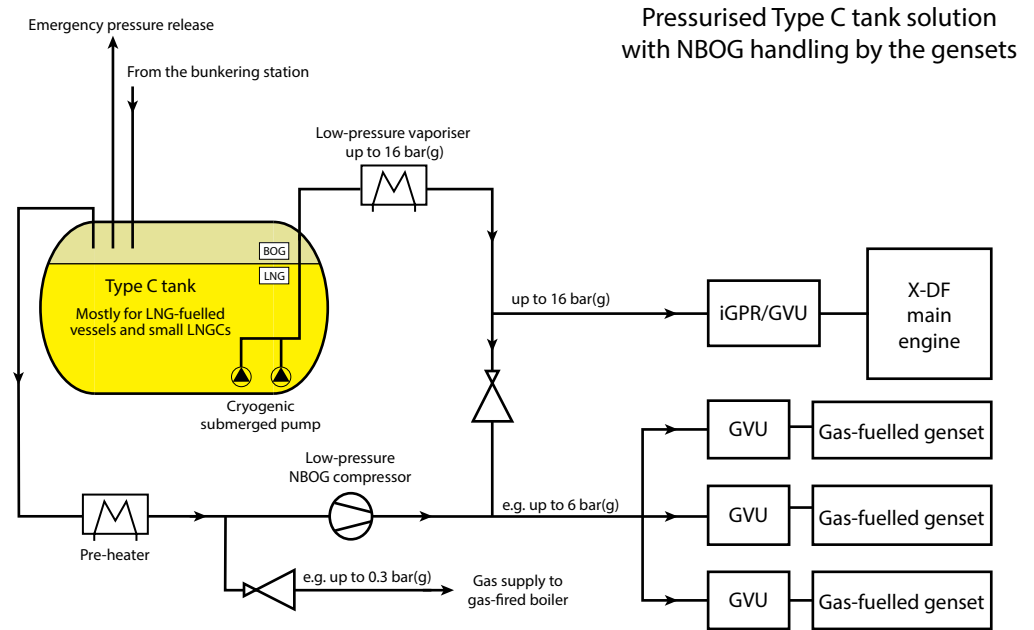 Pressurised Type C tank solution
with NBOG handling by the gensets
Emergency pressure release
From the bunkering station
Low-pressure vaporiser
up to 16 bar(g)
BOG
LNG
Type C tank
Mostly for LNG-fuelled
vessels and small LNGCs
Cryogenic
submerged pump
up to 16 bar(g)
iGPR/GVU
X-DF
main
engine
GVU
Gas-fuelled genset
Low-pressure
NBOG compressor
e.g. up to 6 bar(g)
GVU
Gas-fuelled genset
Pre-heater
e.g. up to 0.3 bar(g)
Gas supply to
gas-fired boiler
GVU
Gas-fuelled genset